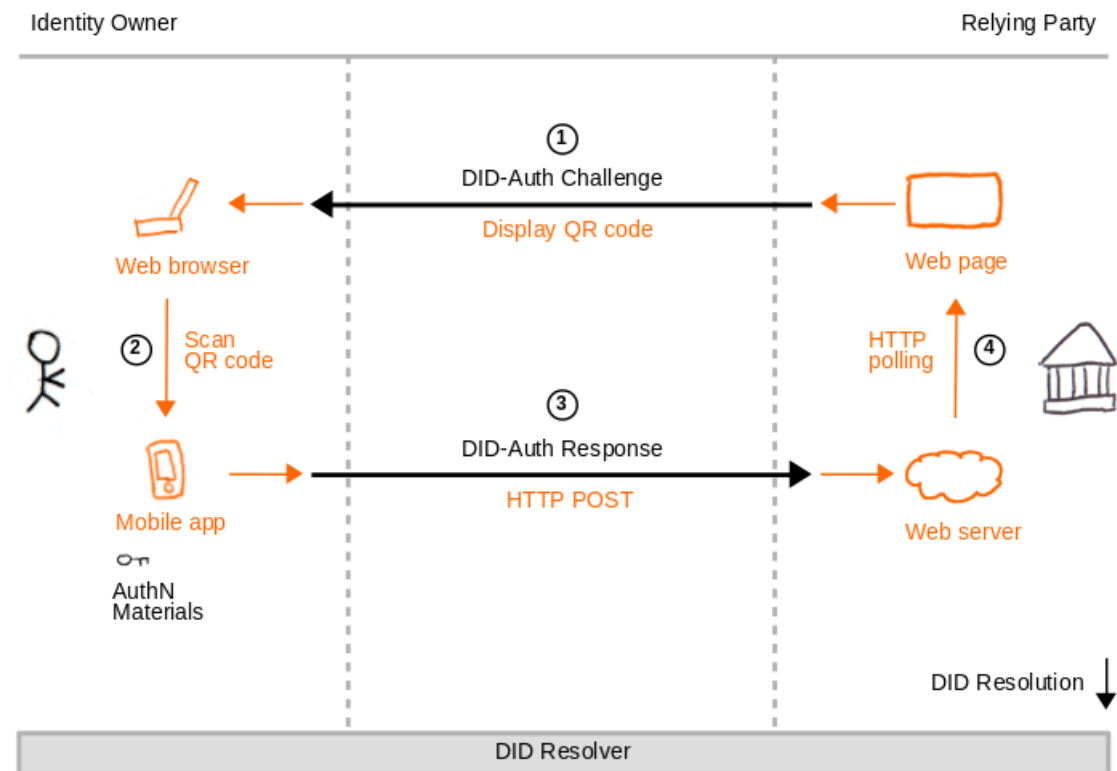 Identity Owner
Relying Party
1
DID-Auth Challenge
Display QR code
Web browser
Web page
2
Scan
QR code
HTTP
polling
4
3
DID-Auth Response
HTTP POST
Mobile app
Web server
AuthN
Materials
DID Resolution
DID Resolver